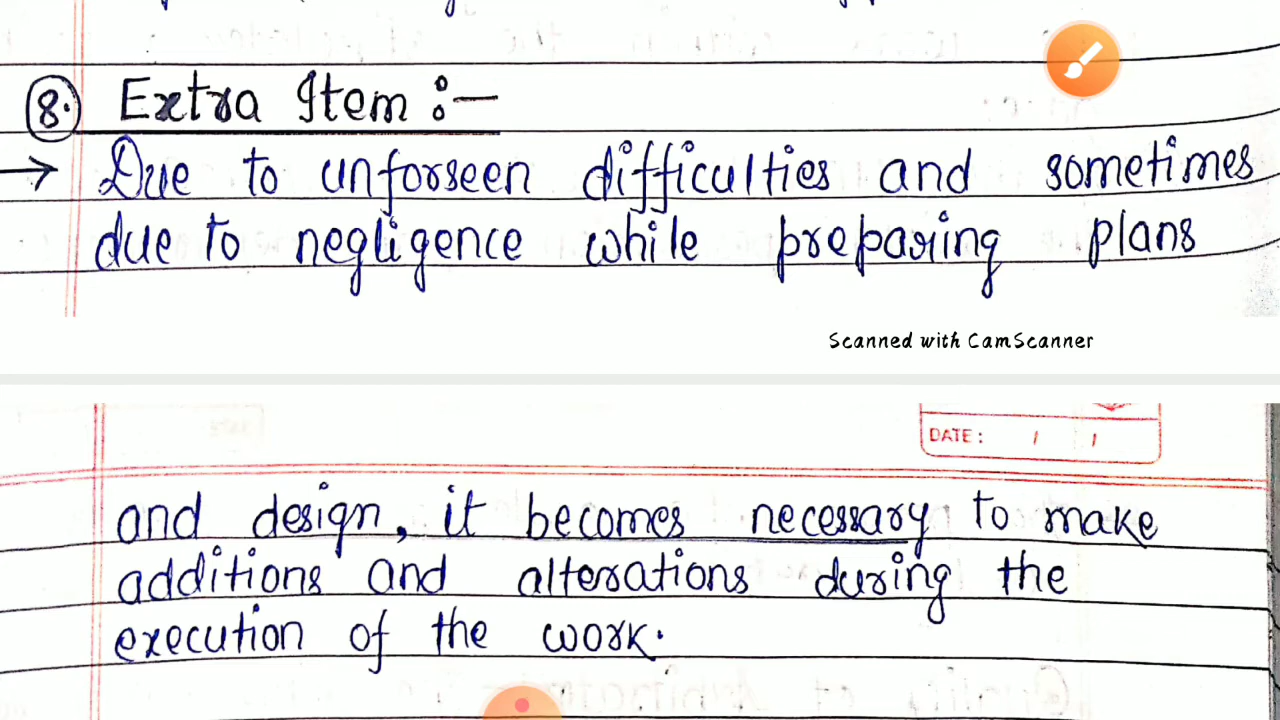 8. Extra Item :-
→ Due to unforseen difficulties and sometimes
due to negligence while preparing plans
Scanned with CamScanner
DATE : / /
and design, it becomes necessary to make
additions and alterations during the
execution of the work.